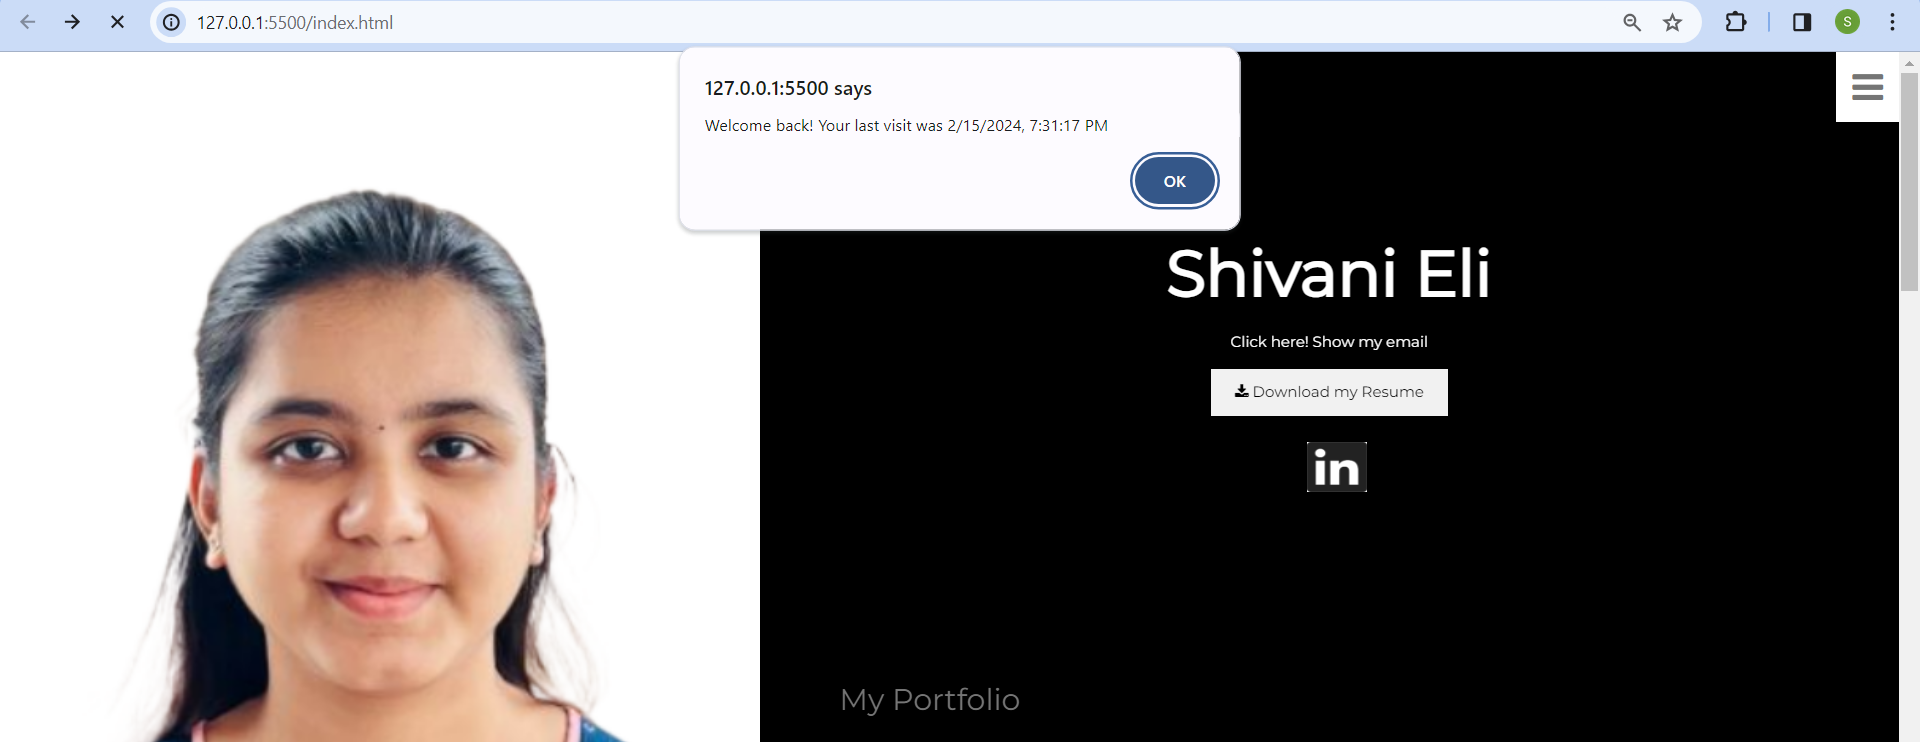 127.0.0.1:5500/index.html
S
127.0.0.1:5500 says
Welcome back! Your last visit was 2/15/2024, 7:31:17 PM
OK
Shivani Eli
Click here! Show my email
Download my Resume
in
My Portfolio